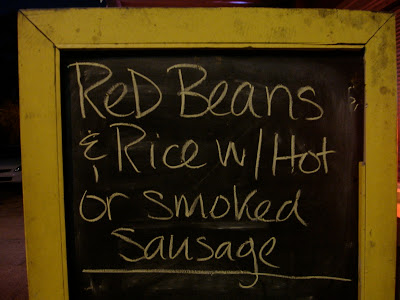 ReD Beans
& Rice w/ Hot
or smoked
Sausage